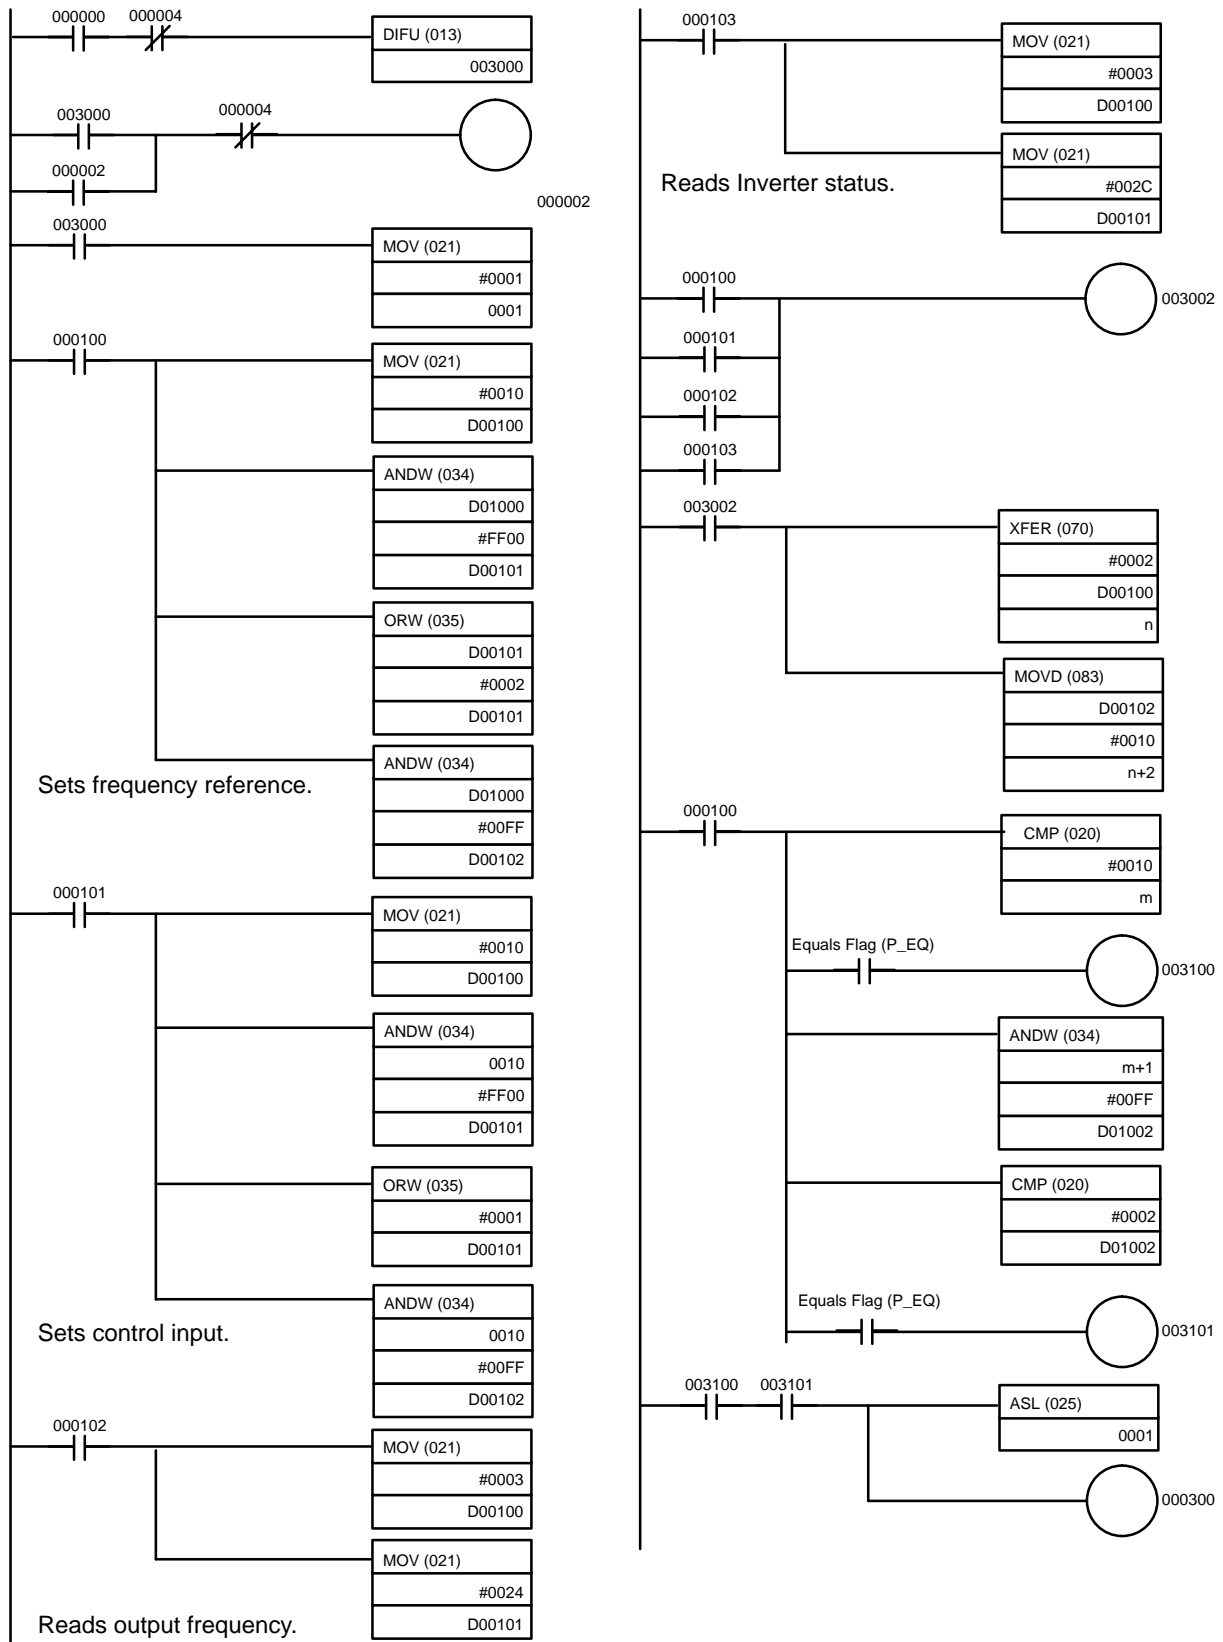 000000 000004
DIFU (013)
003000
003000
000004
000002
000002
003000
MOV (021)
#0001
0001
000100
MOV (021)
#0010
D00100
ANDW (034)
D01000
#FF00
D00101
ORW (035)
D00101
#0002
D00101
Sets frequency reference.
ANDW (034)
D01000
#00FF
D00102
000101
MOV (021)
#0010
D00100
ANDW (034)
0010
#FF00
D00101
ORW (035)
#0001
D00101
Sets control input.
ANDW (034)
0010
#00FF
D00102
000102
MOV (021)
#0003
D00100
MOV (021)
#0024
D00101
Reads output frequency.
000103
MOV (021)
#0003
D00100
MOV (021)
#002C
D00101
Reads Inverter status.
000100
003002
000101
000102
000103
003002
XFER (070)
#0002
D00100
n
MOVD (083)
D00102
#0010
n+2
000100
CMP (020)
#0010
m
Equals Flag (P_EQ)
003100
ANDW (034)
m+1
#00FF
D01002
CMP (020)
#0002
D01002
Equals Flag (P_EQ)
003101
003100 003101
ASL (025)
0001
000300